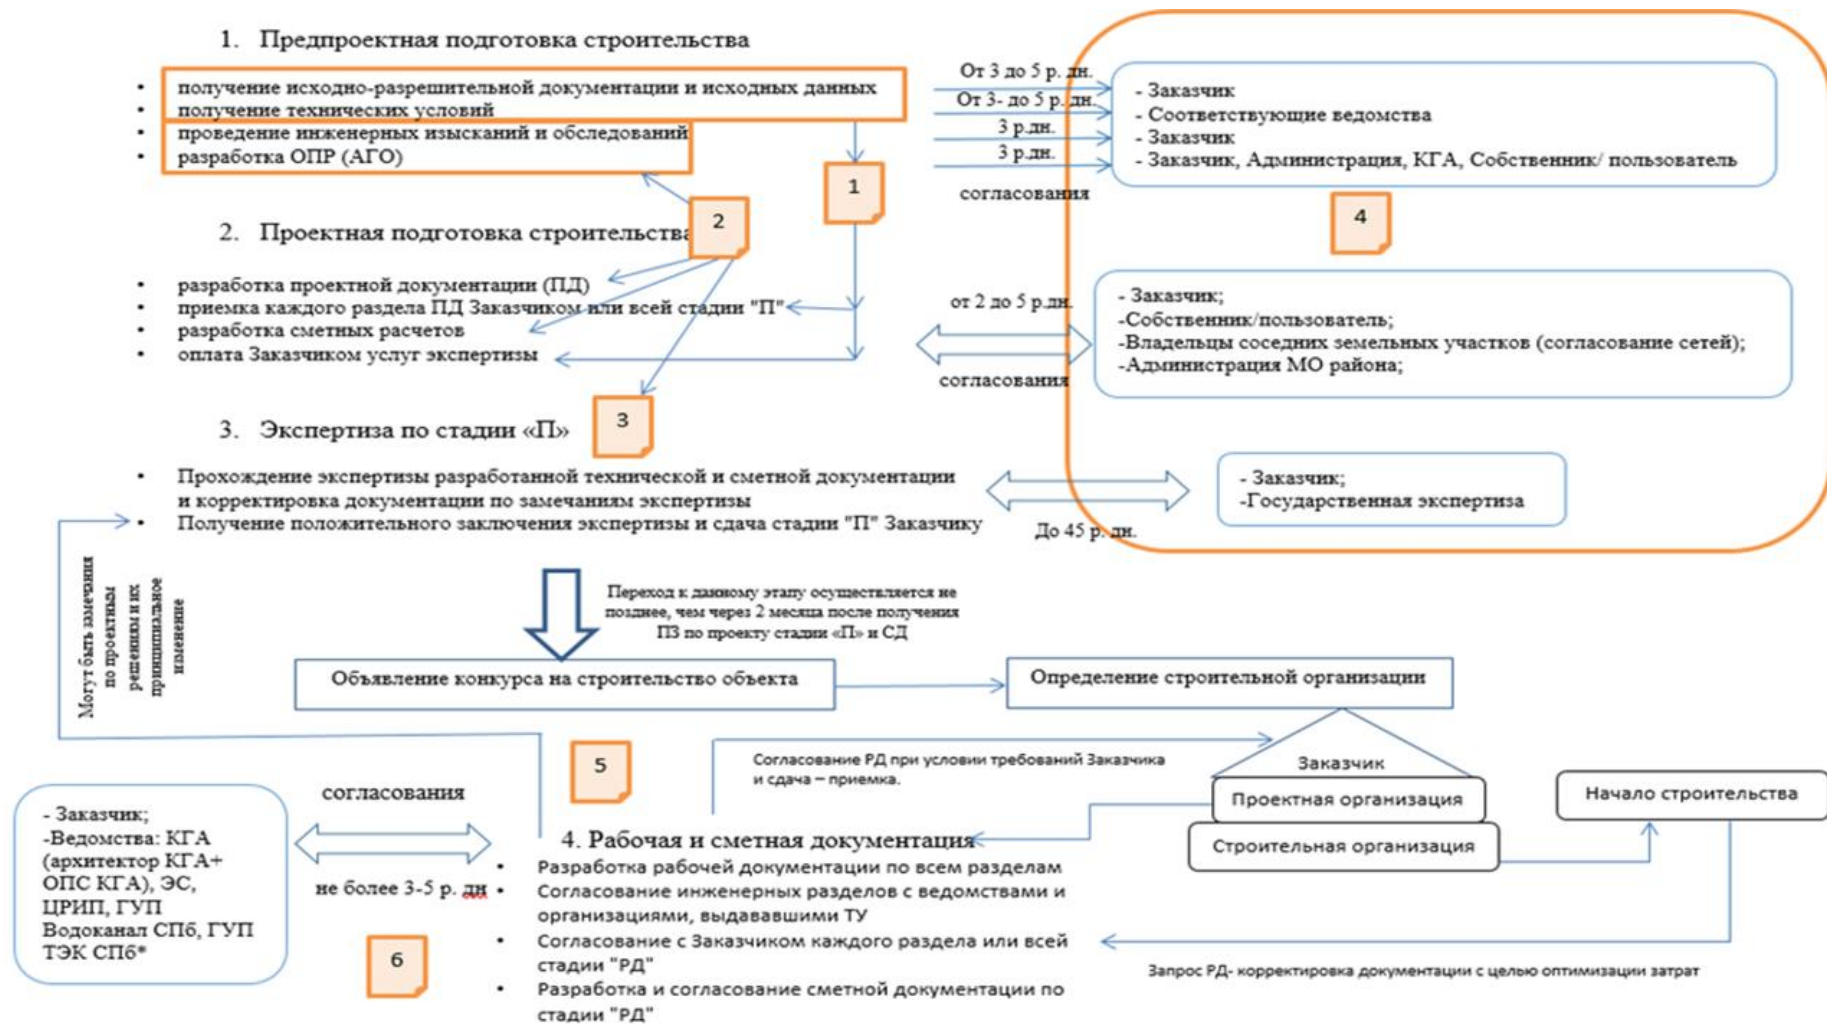 1. Предпроектная подготовка строительства
• получение исходно-разрешительной документации и исходных данных
• получение технических условий
• проведение инженерных изысканий и обследований
• разработка ОПР (АГО)
От 3 до 5 р. дн.
От 3- до 5 р. дн.
3 р.дн.
3 р.дн.
согласования
- Заказчик
- Соответствующие ведомства
- Заказчик
- Заказчик, Администрация, КГА, Собственник/ пользователь
1
2
4
2. Проектная подготовка строительства
• разработка проектной документации (ПД)
• приемка каждого раздела ПД Заказчиком или всей стадии "П"
• разработка сметных расчетов
• оплата Заказчиком услуг экспертизы
от 2 до 5 р.дн.
согласования
- Заказчик;
-Собственник/пользователь;
-Владельцы соседних земельных участков (согласование сетей);
-Администрация МО района;
3
3. Экспертиза по стадии «П»
• Прохождение экспертизы разработанной технической и сметной документации
и корректировка документации по замечаниям экспертизы
• Получение положительного заключения экспертизы и сдача стадии "П" Заказчику
До 45 р. дн.
- Заказчик;
-Государственная экспертиза
Могут быть замечания
по проектным
решениям и их
принципиальное
изменение
Переход к данному этапу осуществляется не
позднее, чем через 2 месяца после получения
ПЗ по проекту стадии «П» и СД
Объявление конкурса на строительство объекта
Определение строительной организации
5
Согласование РД при условии требований Заказчика
и сдача – приемка.
Заказчик
Проектная организация
Строительная организация
Начало строительства
- Заказчик;
-Ведомства: КГА
(архитектор КГА+
ОПС КГА), ЭС,
ЦРИП, ГУП
Водоканал СПб, ГУП
ТЭК СПб*
согласования
не более 3-5 р. дн
6
4. Рабочая и сметная документация
• Разработка рабочей документации по всем разделам
• Согласование инженерных разделов с ведомствами и
организациями, выдававшими ТУ
• Согласование с Заказчиком каждого раздела или всей
стадии "РД"
• Разработка и согласование сметной документации по
стадии "РД"
Запрос РД- корректировка документации с целью оптимизации затрат